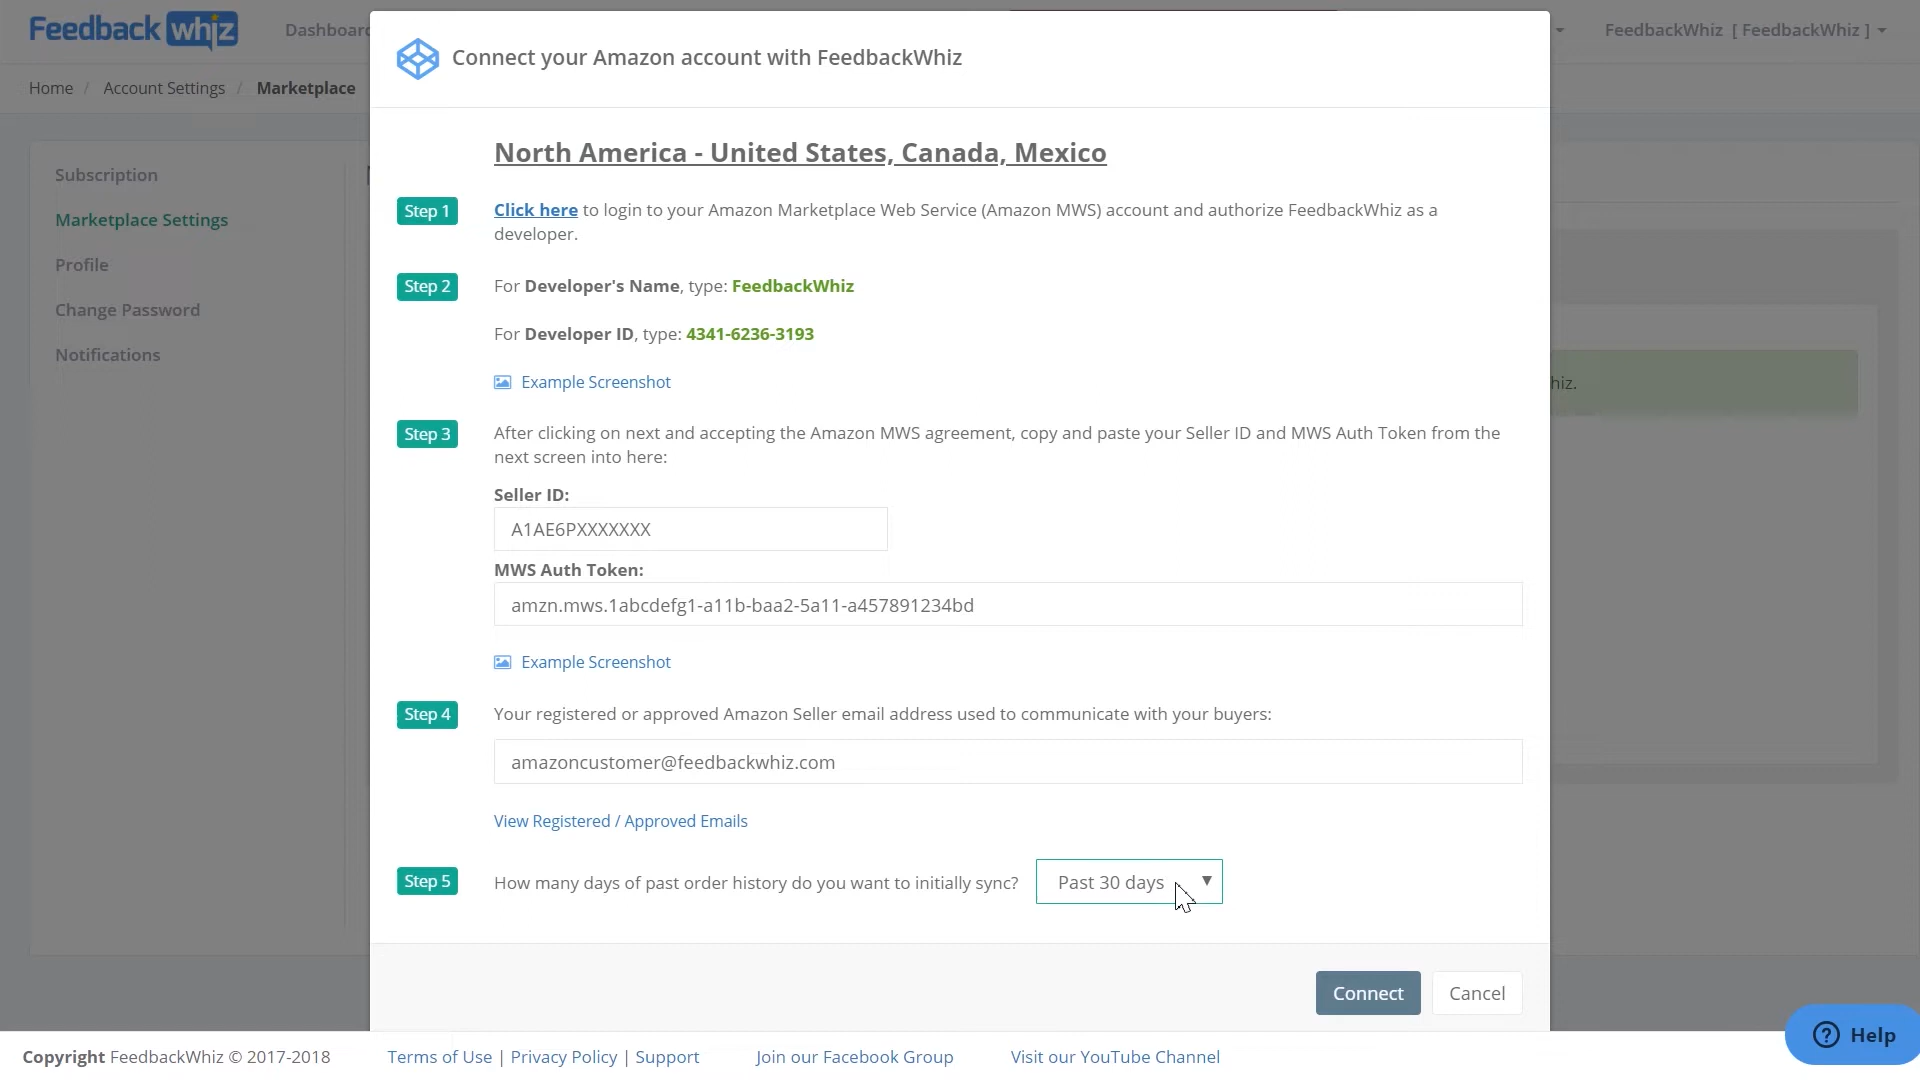 Feedback whiz
Dashboard
FeedbackWhiz [ FeedbackWhiz ]
Home / Account Settings / Marketplace
Connect your Amazon account with FeedbackWhiz
Subscription
Marketplace Settings
Profile
Change Password
Notifications
North America - United States, Canada, Mexico
Step 1
Click here to login to your Amazon Marketplace Web Service (Amazon MWS) account and authorize FeedbackWhiz as a
developer.
Step 2
For Developer's Name, type: FeedbackWhiz
For Developer ID, type: 4341-6236-3193
Example Screenshot
hiz.
Step 3
After clicking on next and accepting the Amazon MWS agreement, copy and paste your Seller ID and MWS Auth Token from the
next screen into here:
Seller ID:
A1AE6PXXXXXXX
MWS Auth Token:
amzn.mws.1abcdefg1-a11b-baa2-5a11-a457891234bd
Example Screenshot
Step 4
Your registered or approved Amazon Seller email address used to communicate with your buyers:
amazoncustomer@feedbackwhiz.com
View Registered / Approved Emails
Step 5
How many days of past order history do you want to initially sync?
Past 30 days
Connect
Cancel
Help
Copyright FeedbackWhiz © 2017-2018
Terms of Use | Privacy Policy | Support
Join our Facebook Group
Visit our YouTube Channel